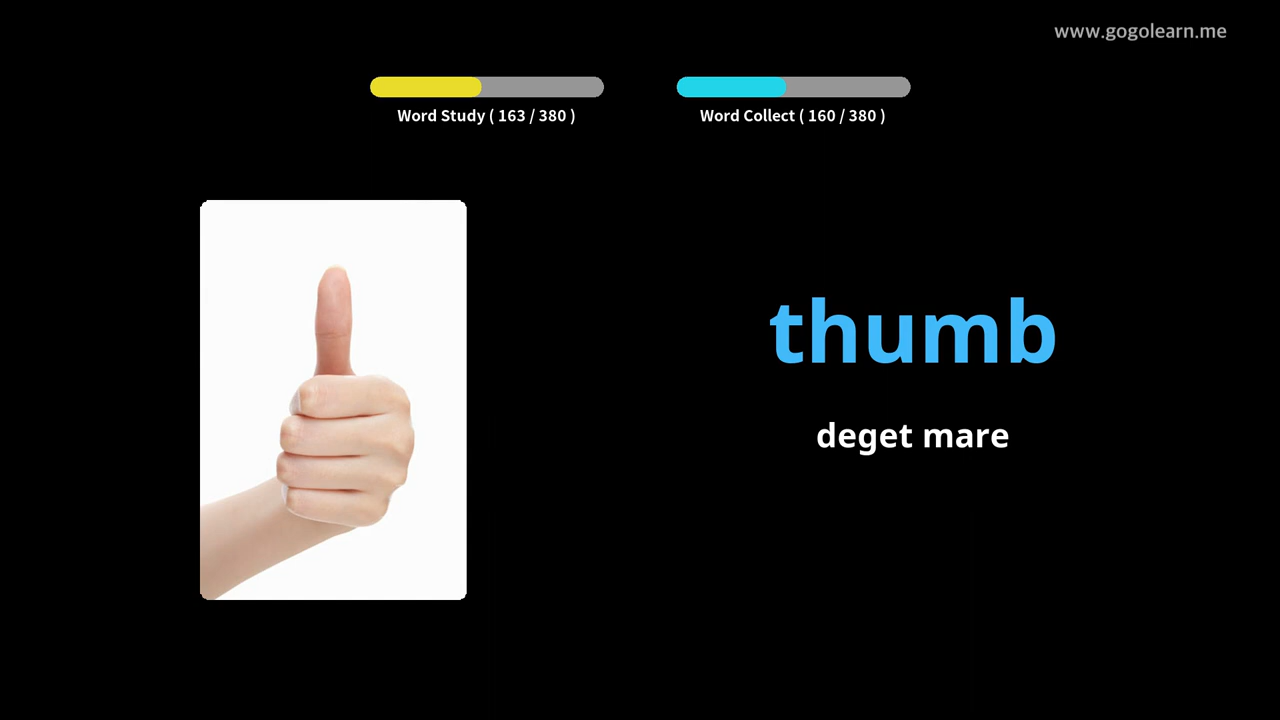 www.gogolearn.me
Word Study ( 163 / 380 )
Word Collect ( 160 / 380 )
thumb
deget mare